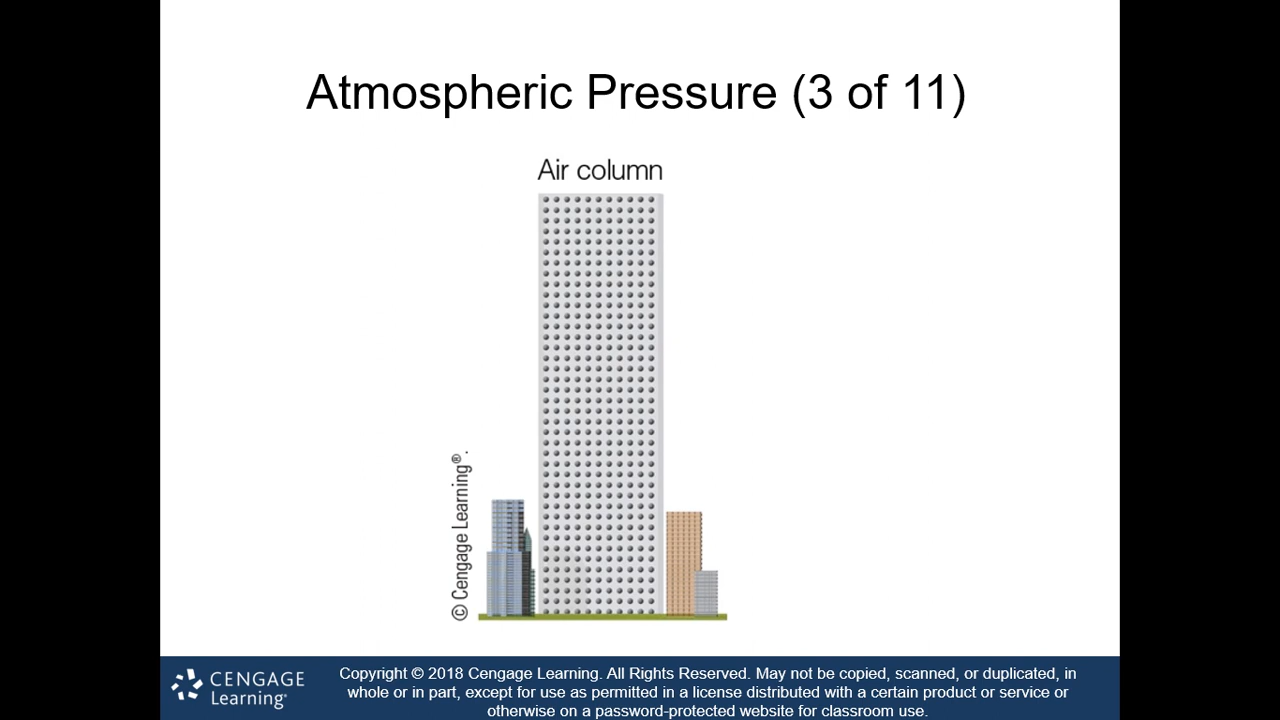 Atmospheric Pressure (3 of 11)
Air column
© Cengage Learning®.
CENGAGE
Learning®
Copyright © 2018 Cengage Learning. All Rights Reserved. May not be copied, scanned, or duplicated, in
whole or in part, except for use as permitted in a license distributed with a certain product or service or
otherwise on a password-protected website for classroom use.